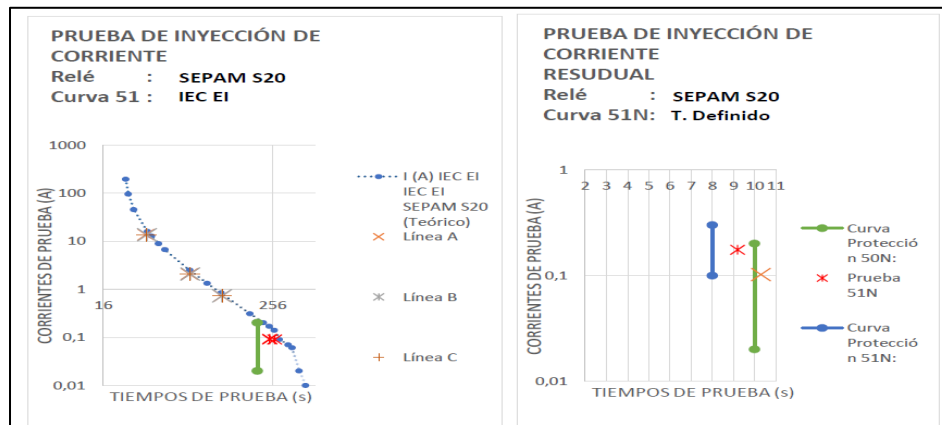 PRUEBA DE INYECCIÓN DE
CORRIENTE
Relé : SEPAM S20
Curva 51 : IEC EI
1000
100
10
1
0,1
0,01
16
256
CORRIENTES DE PRUEBA (A)
TIEMPOS DE PRUEBA (s)
I (A) IEC EI
IEC EI
SEPAM S20
(Teórico)
Línea A
Línea B
Línea C
PRUEBA DE INYECCIÓN DE
CORRIENTE
RESUDUAL
Relé : SEPAM S20
Curva 51N: T. Definido
1
2 3 4 5 6 7 8 9 10 11
0,1
0,01
CORRIENTES DE PRUEBA (A)
TIEMPOS DE PRUEBA (s)
Curva
Protecció
n 50N:
Prueba
51N
Curva
Protecció
n 51N: